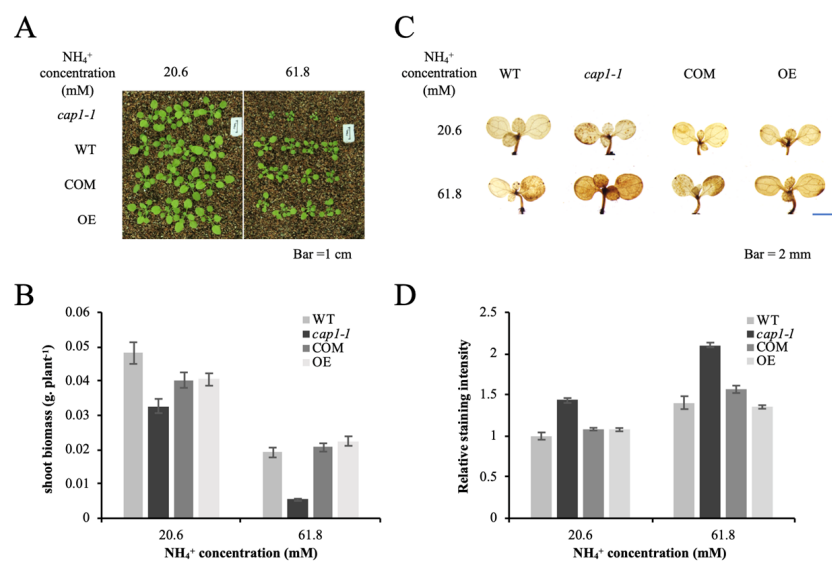 A
NH₄⁺
concentration
(mM)
20.6
61.8
cap1-1
WT
COM
OE
Bar =1 cm
C
NH₄⁺
concentration
(mM)
WT
cap1-1
COM
OE
20.6
61.8
Bar = 2 mm
B
shoot biomass (g. plant⁻¹)
0.06
0.05
0.04
0.03
0.02
0.01
0
WT
cap1-1
COM
OE
20.6
61.8
NH₄⁺ concentration (mM)
D
Relative staining intensity
2.5
2
1.5
1
0.5
0
WT
cap1-1
COM
OE
20.6
61.8
NH₄⁺ concentration (mM)